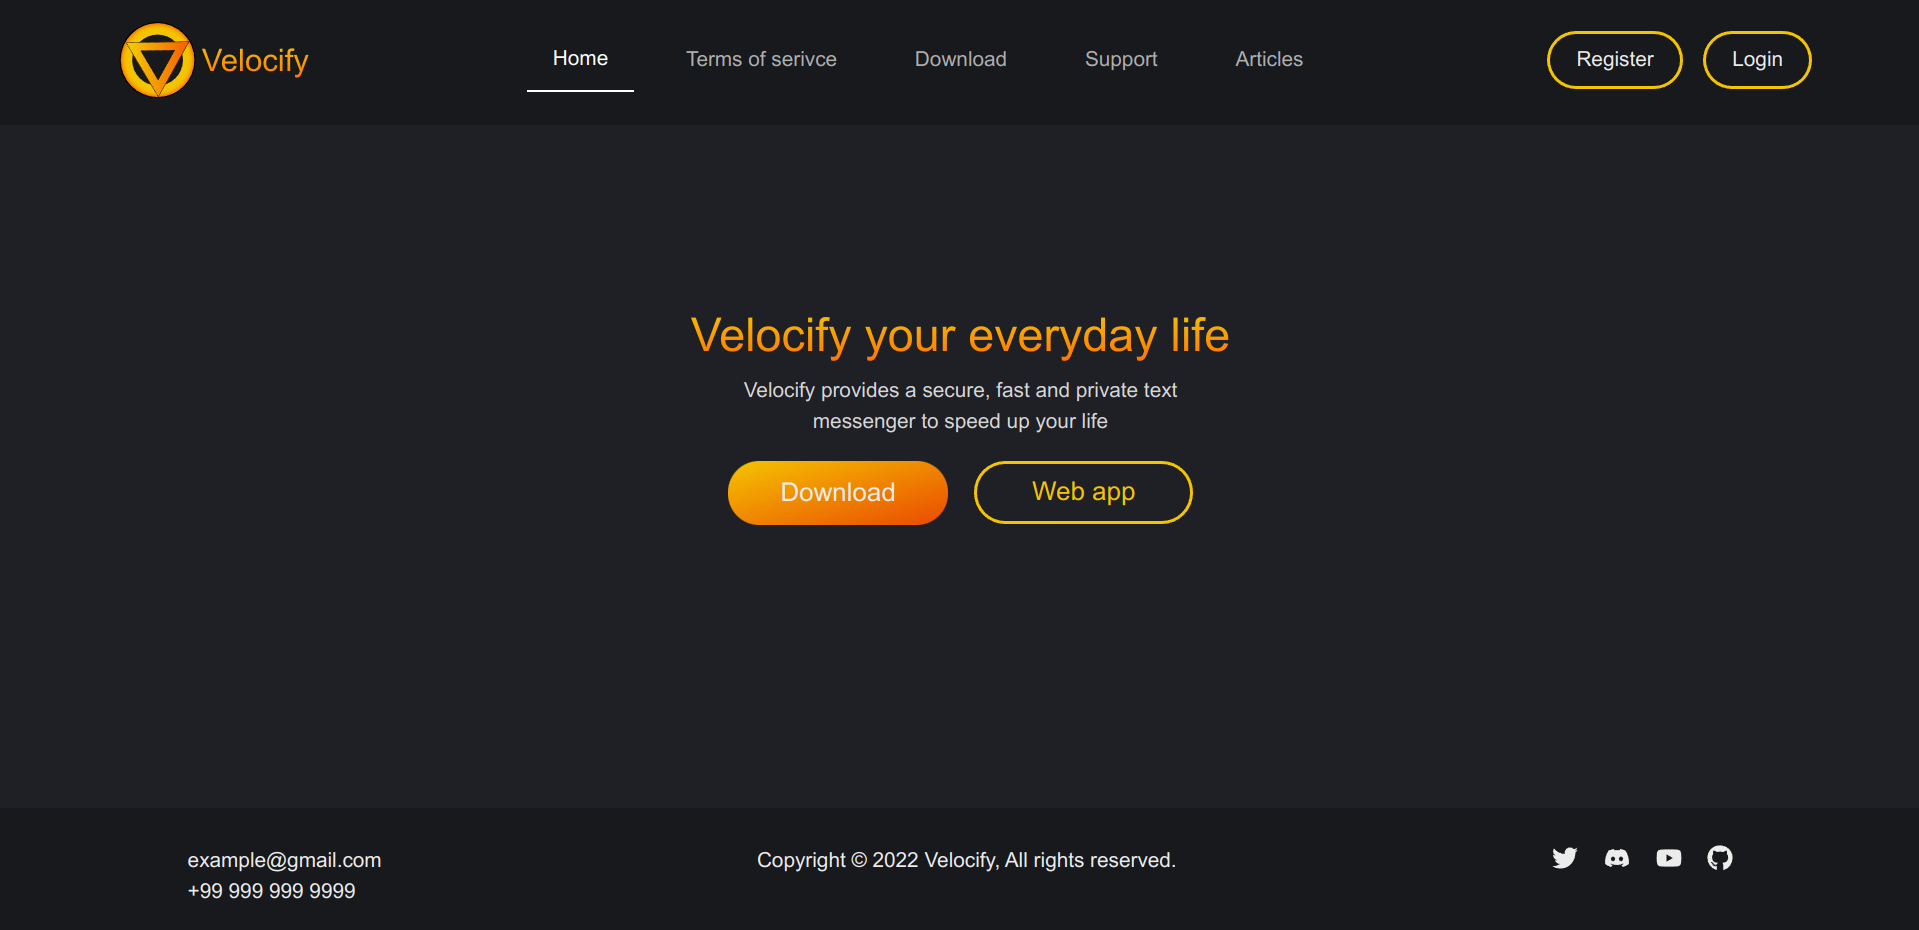 Velocify
Home
Terms of serivce
Download
Support
Articles
Register
Login
Velocify your everyday life
Velocify provides a secure, fast and private text
messenger to speed up your life
Download
Web app
example@gmail.com
+99 999 999 9999
Copyright © 2022 Velocify, All rights reserved.